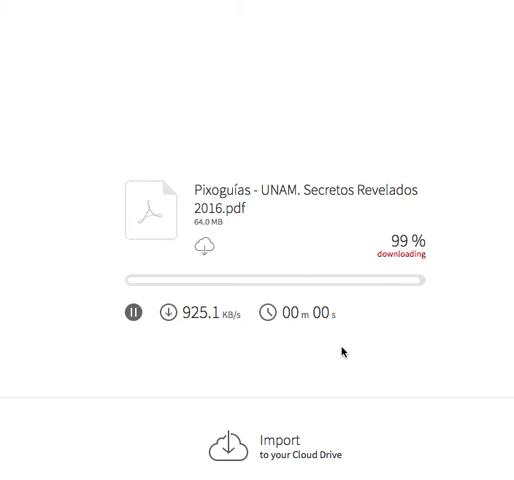 Pixoguías - UNAM. Secretos Revelados
2016.pdf
64.0 MB
99 %
downloading
925.1 KB/s
00 m 00 s
Import
to your Cloud Drive